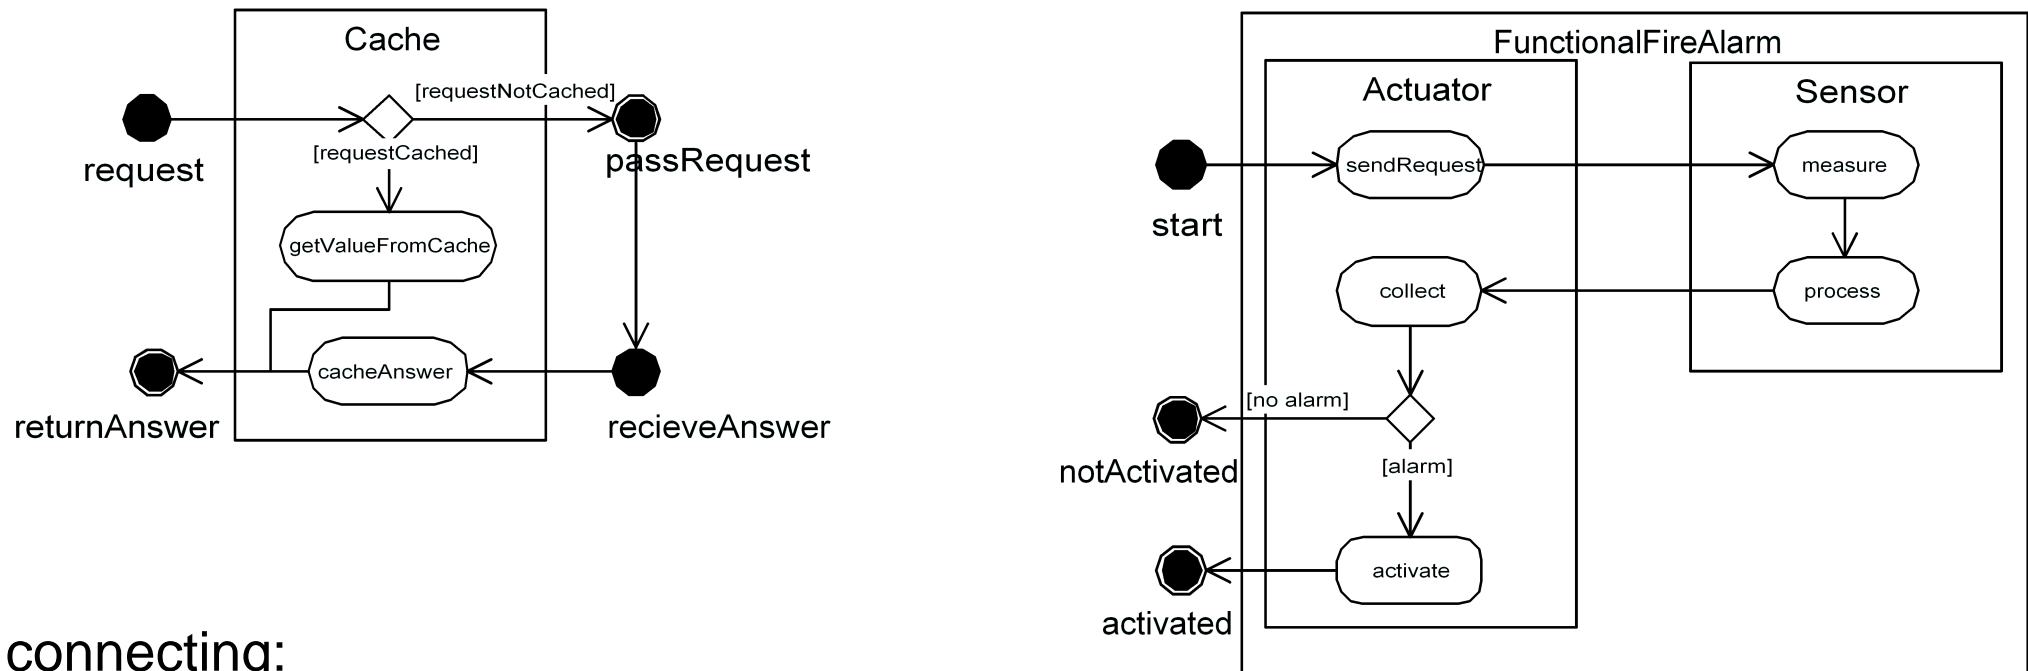 Cache
[requestNotCached]
request
[requestCached]
passRequest
getValueFromCache
cacheAnswer
returnAnswer
recieveAnswer
FunctionalFireAlarm
Actuator
Sensor
sendRequest
measure
start
collect
process
[no alarm]
notActivated
[alarm]
activate
activated
connecting: